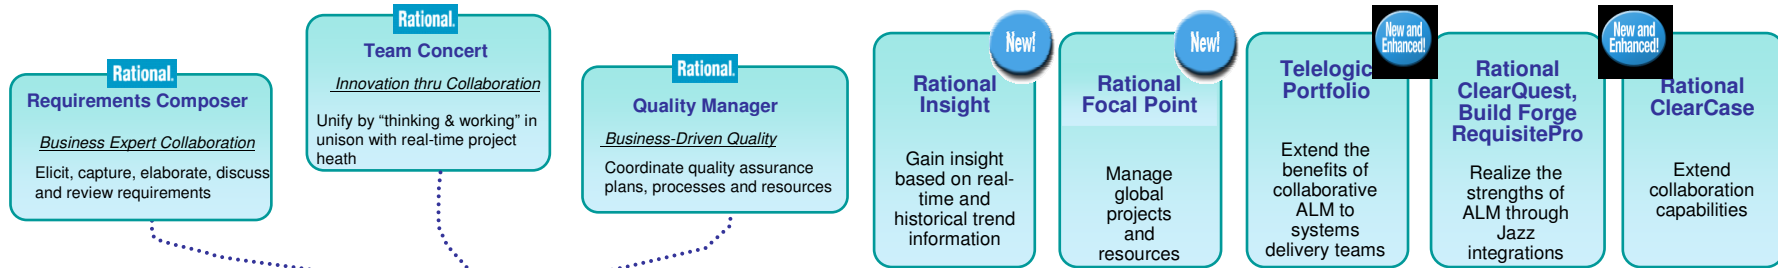 Rational.
Requirements Composer
Business Expert Collaboration
Elicit, capture, elaborate, discuss
and review requirements
Rational.
Team Concert
Innovation thru Collaboration
Unify by “thinking & working” in
unison with real-time project
heath
Rational.
Quality Manager
Business-Driven Quality
Coordinate quality assurance
plans, processes and resources
New!
Rational
Insight
Gain insight
based on real-
time and
historical trend
information
New!
Rational
Focal Point
Manage
global
projects
and
resources
New and
Enhanced!
Telelogic
Portfolio
Extend the
benefits of
collaborative
ALM to
systems
delivery teams
New and
Enhanced!
Rational
ClearQuest,
Build Forge
RequisitePro
Realize the
strengths of
ALM through
Jazz
integrations
Rational
ClearCase
Extend
collaboration
capabilities